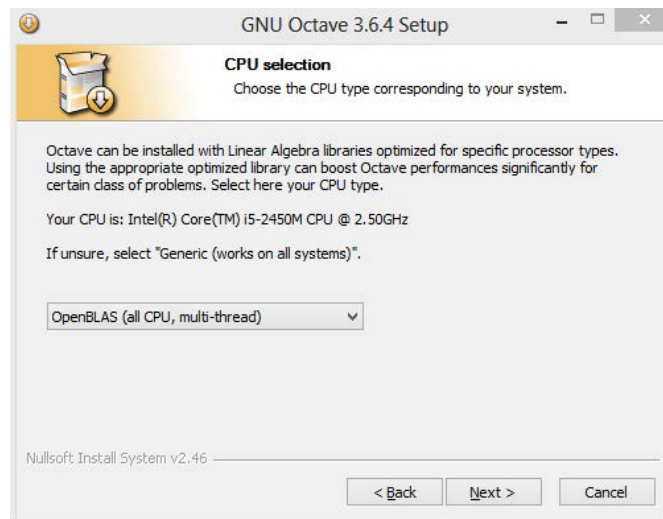 GNU Octave 3.6.4 Setup
CPU selection
Choose the CPU type corresponding to your system.
Octave can be installed with Linear Algebra libraries optimized for specific processor types.
Using the appropriate optimized library can boost Octave performances significantly for
certain class of problems. Select here your CPU type.
Your CPU is: Intel(R) Core(TM) i5-2450M CPU @ 2.50GHz
If unsure, select "Generic (works on all systems)".
OpenBLAS (all CPU, multi-thread)
Nullsoft Install System v2.46
< Back Next > Cancel